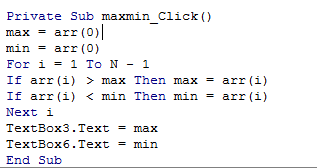 Private Sub maxmin_Click()
max = arr(0)
min = arr(0)
For i = 1 To N - 1
If arr(i) > max Then max = arr(i)
If arr(i) < min Then min = arr(i)
Next i
TextBox3.Text = max
TextBox6.Text = min
End Sub